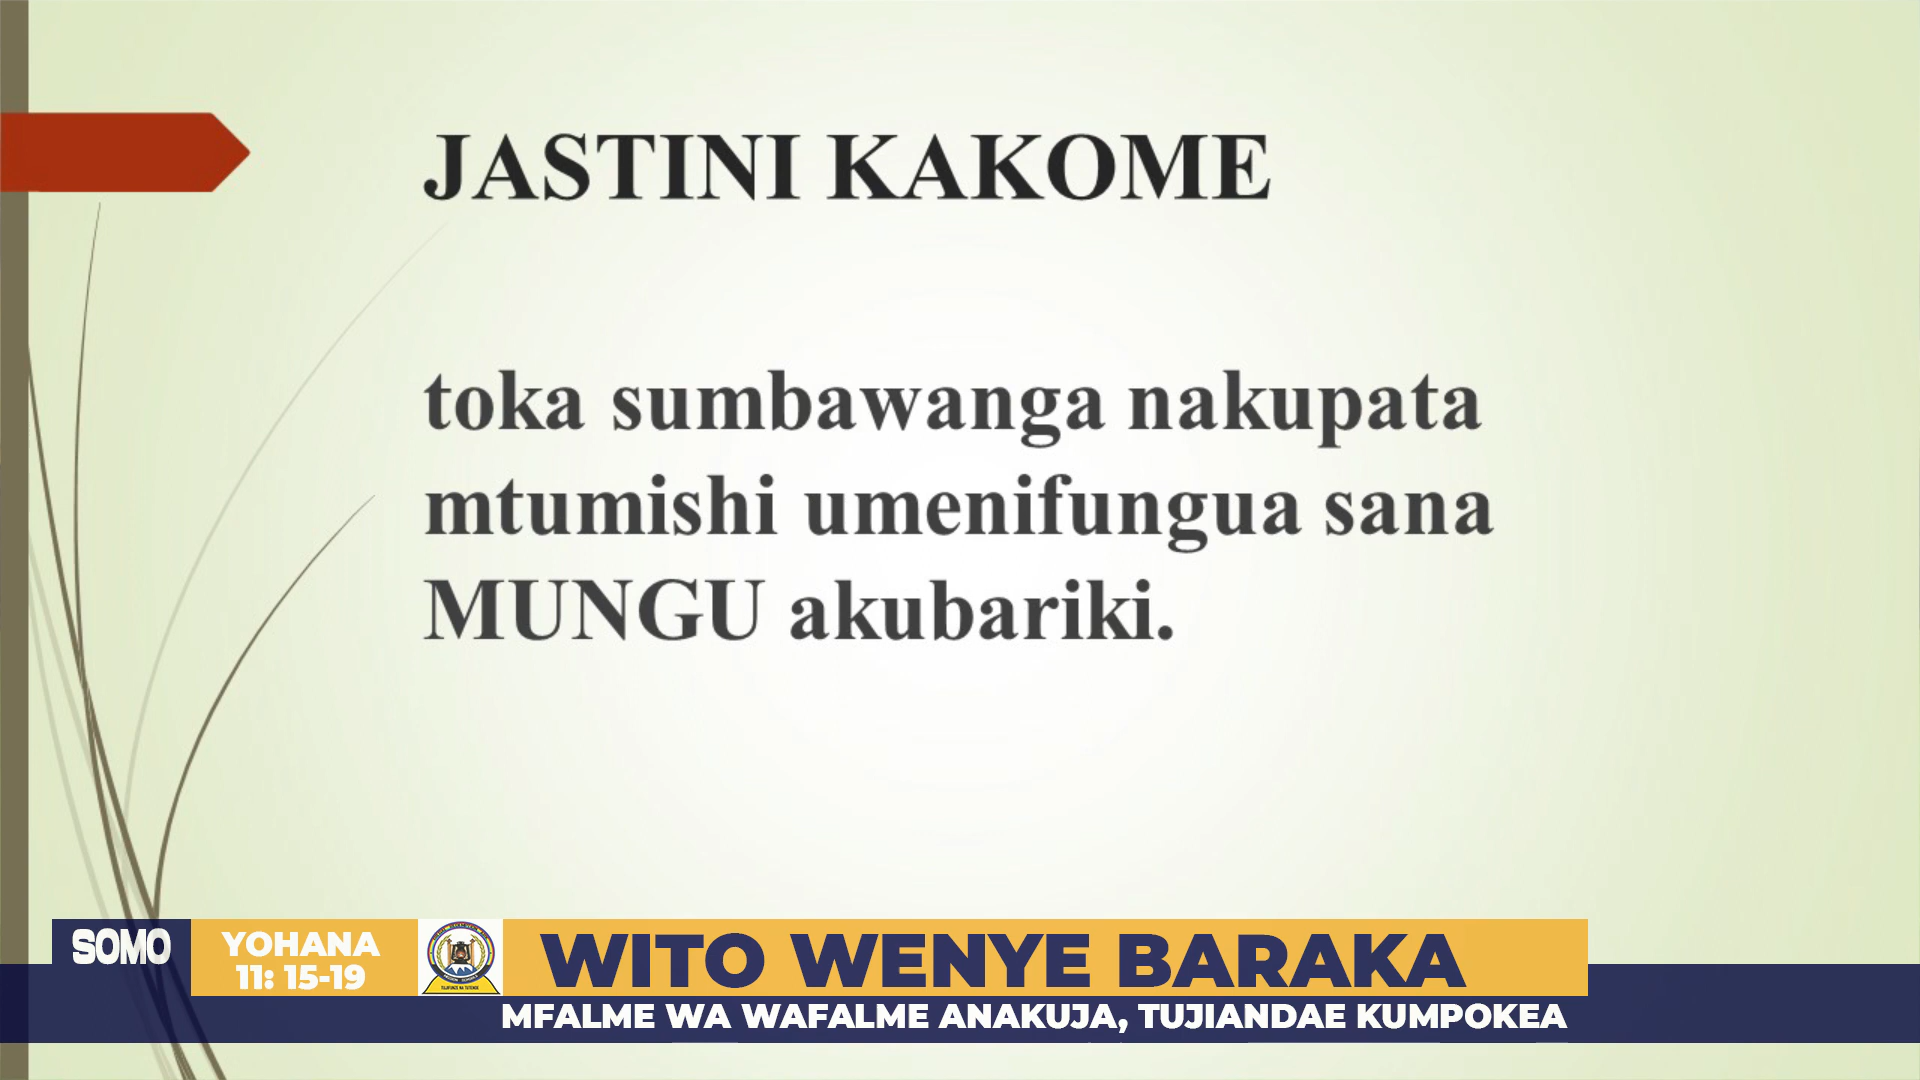 JASTINI KAKOME
toka sumbawanga nakupata
mtumishi umenifungua sana
MUNGU akubariki.
SOMO
YOHANA
11: 15-19
WITO WENYE BARAKA
MFALME WA WAFALME ANAKUJA, TUJIANDAE KUMPOKEA